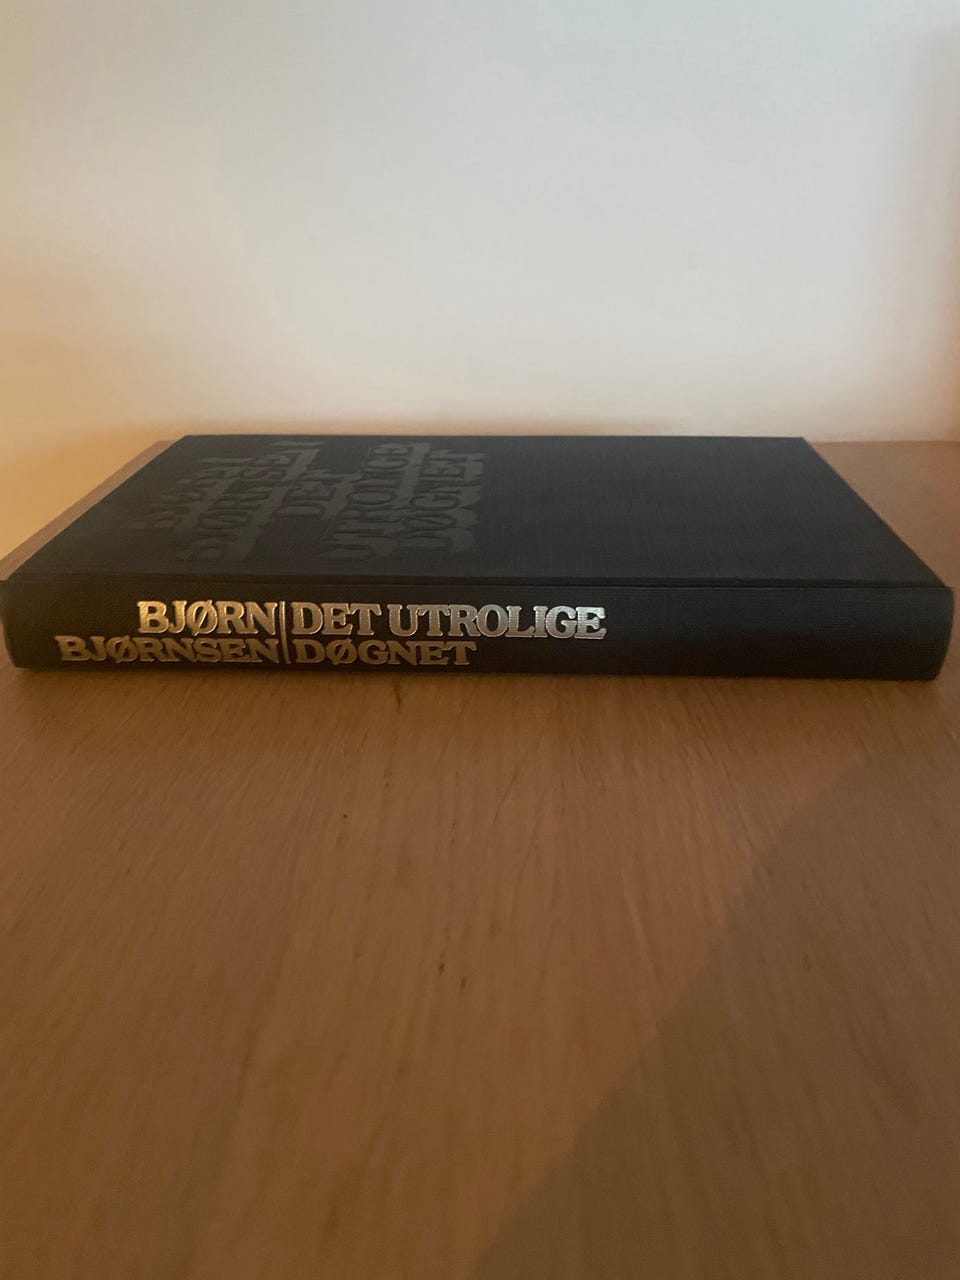 BJØRN
BJØRNSEN
DET
UTROLIGE
DØGNET
BJØRN | DET UTROLIGE
BJØRNSEN | DØGNET